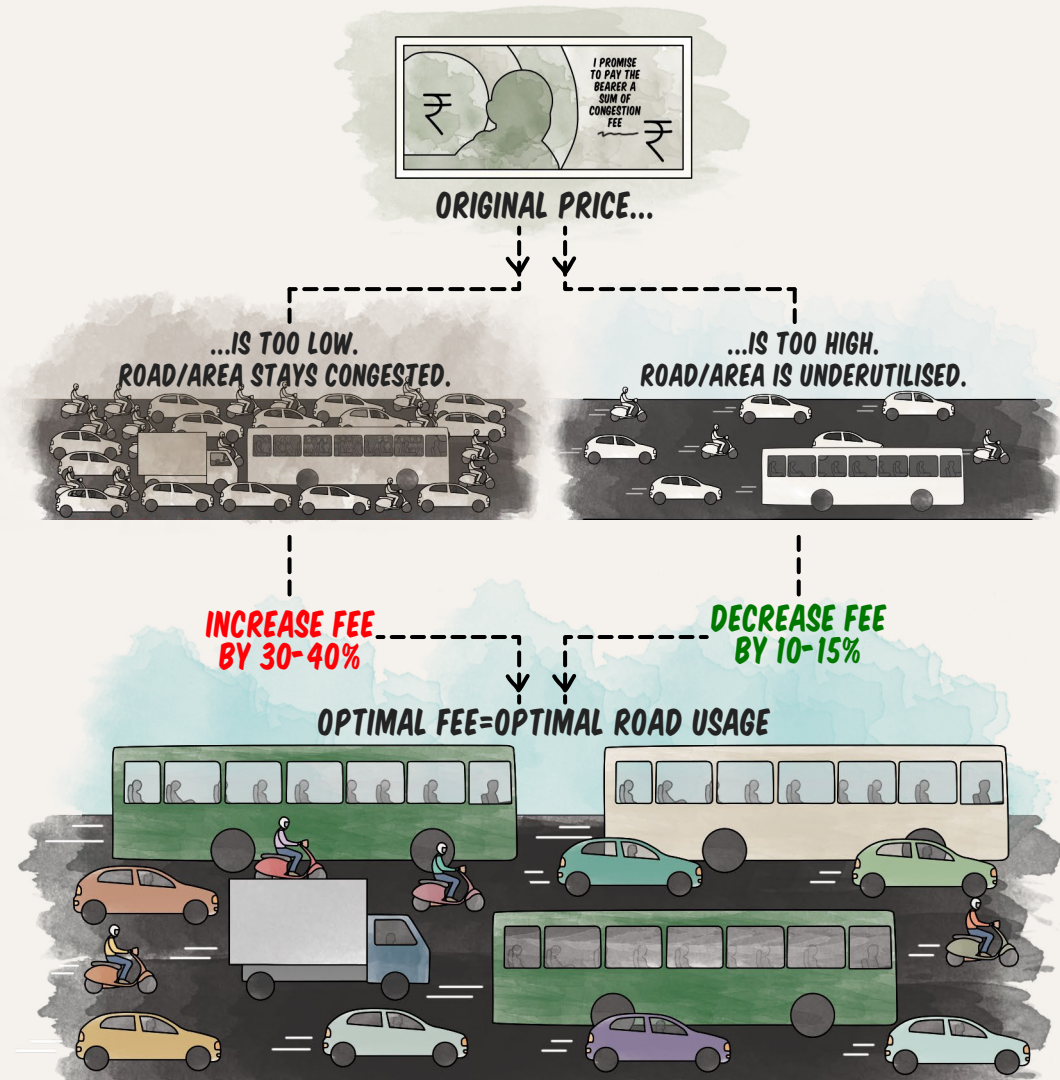 ₹
I PROMISE
TO PAY THE
BEARER A
SUM OF
CONGESTION
FEE
₹
ORIGINAL PRICE...
...IS TOO LOW.
ROAD/AREA STAYS CONGESTED.
...IS TOO HIGH.
ROAD/AREA IS UNDERUTILISED.
INCREASE FEE
BY 30-40%
DECREASE FEE
BY 10-15%
OPTIMAL FEE=OPTIMAL ROAD USAGE